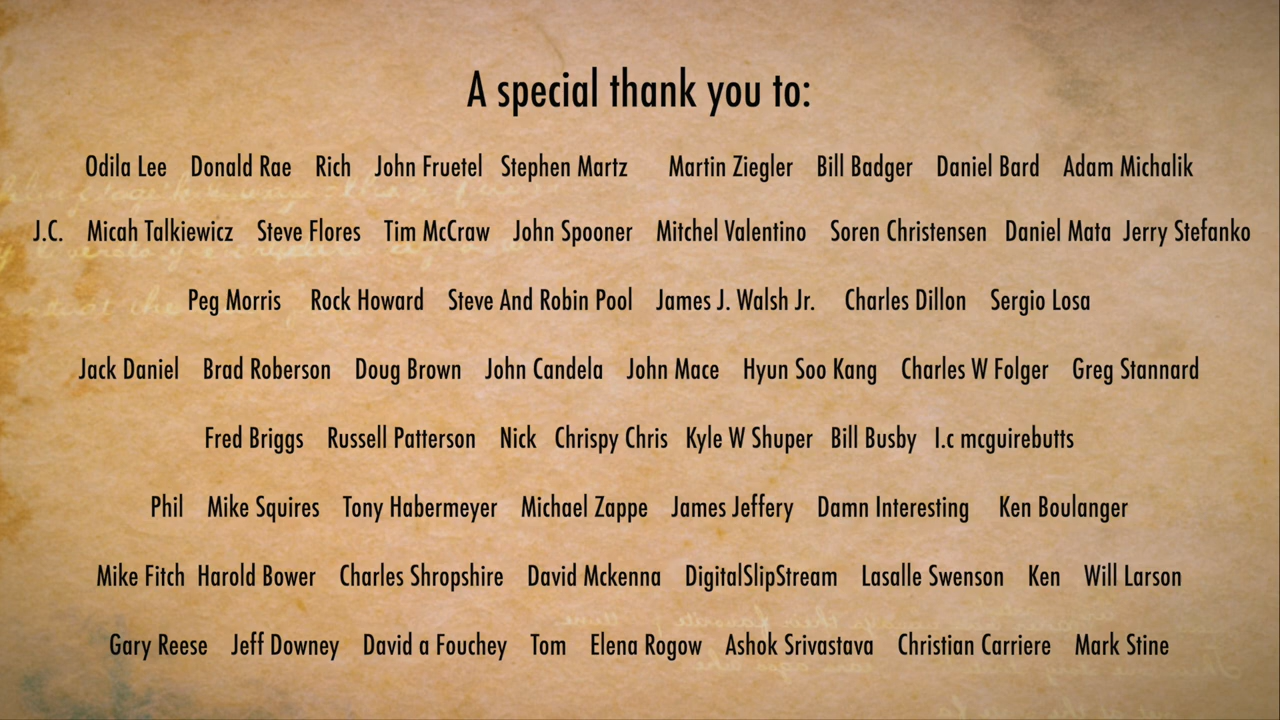 A special thank you to:
Odila Lee Donald Rae Rich John Fruetel Stephen Martz Martin Ziegler Bill Badger Daniel Bard Adam Michalik
J.C. Micah Talkiewicz Steve Flores Tim McCraw John Spooner Mitchel Valentino Soren Christensen Daniel Mata Jerry Stefanko
Peg Morris Rock Howard Steve And Robin Pool James J. Walsh Jr. Charles Dillon Sergio Losa
Jack Daniel Brad Roberson Doug Brown John Candela John Mace Hyun Soo Kang Charles W Folger Greg Stannard
Fred Briggs Russell Patterson Nick Chrispy Chris Kyle W Shuper Bill Busby I.c mcguirebutts
Phil Mike Squires Tony Habermeyer Michael Zappe James Jeffery Damn Interesting Ken Boulanger
Mike Fitch Harold Bower Charles Shropshire David Mckenna DigitalSlipStream Lasalle Swenson Ken Will Larson
Gary Reese Jeff Downey David a Fouchey Tom Elena Rogow Ashok Srivastava Christian Carriere Mark Stine